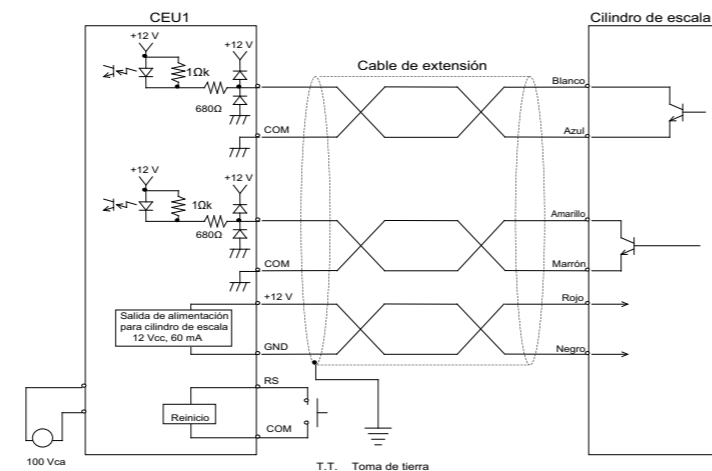 CEU1
Cilindro de escala
+12 V
+12 V
1Ωk
680Ω
COM
Cable de extensión
Blanco
Azul
+12 V
+12 V
1Ωk
680Ω
COM
Amarillo
Marrón
+12 V
Rojo
Salida de alimentación
para cilindro de escala
12 Vcc, 60 mA
GND
Negro
RS
Reinicio
COM
100 Vca
T.T. Toma de tierra